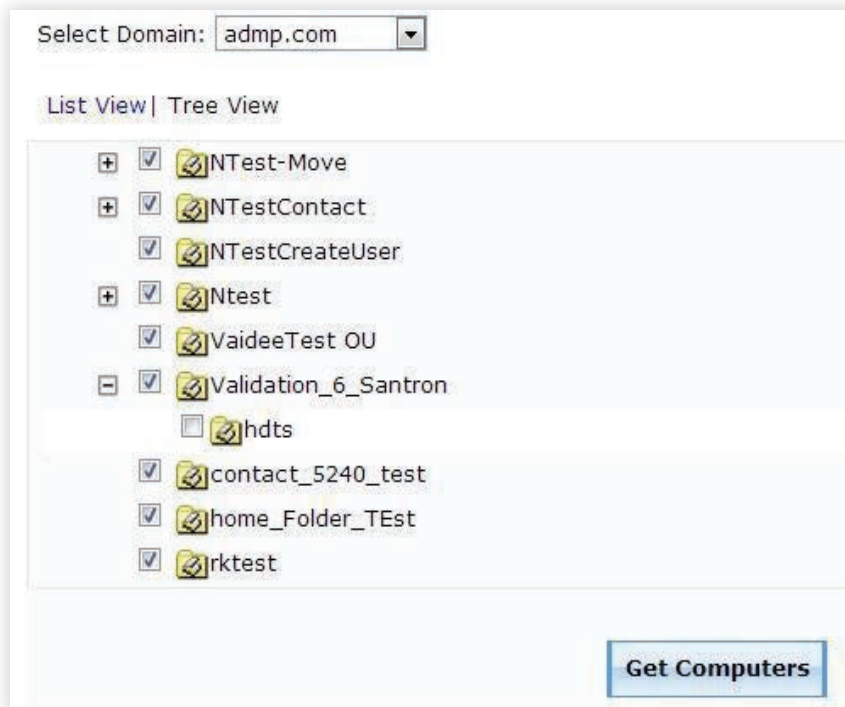 Select Domain: admp.com
List View| Tree View
NTest-Move
NTestContact
NTestCreateUser
Ntest
VaideeTest OU
Validation_6_Santron
hdts
contact_5240_test
home_Folder_TEst
rktest
Get Computers